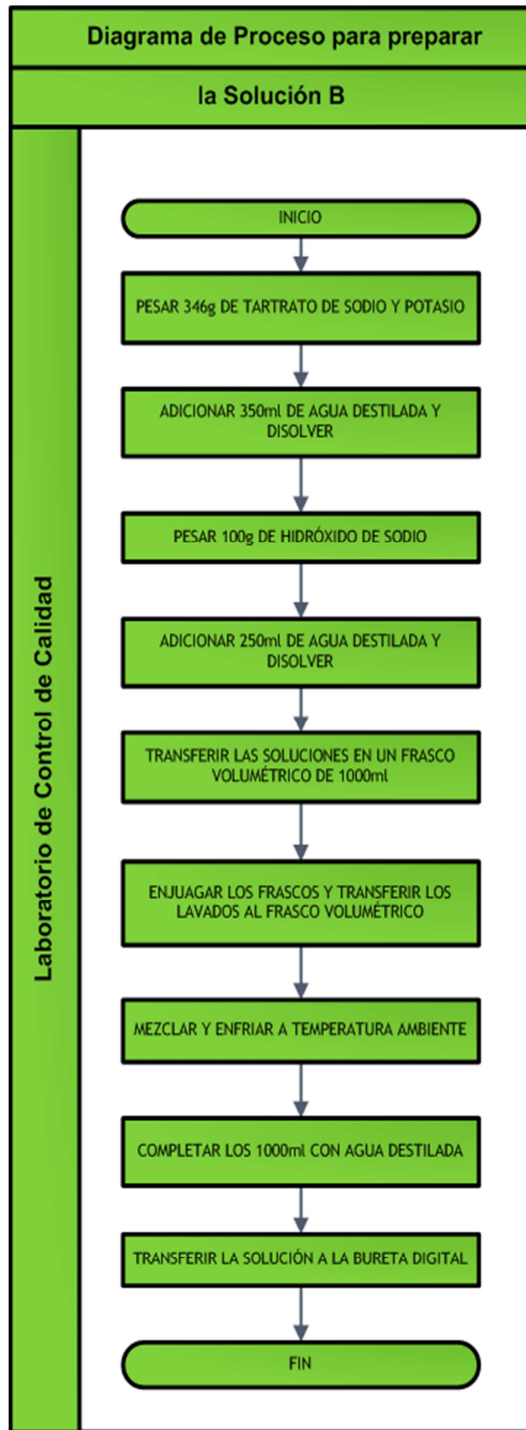 Diagrama de Proceso para preparar
la Solución B
Laboratorio de Control de Calidad
INICIO
PESAR 346g DE TARTRATO DE SODIO Y POTASIO
ADICIONAR 350ml DE AGUA DESTILADA Y
DISOLVER
PESAR 100g DE HIDRÓXIDO DE SODIO
ADICIONAR 250ml DE AGUA DESTILADA Y
DISOLVER
TRANSFERIR LAS SOLUCIONES EN UN FRASCO
VOLUMÉTRICO DE 1000ml
ENJUAGAR LOS FRASCOS Y TRANSFERIR LOS
LAVADOS AL FRASCO VOLUMÉTRICO
MEZCLAR Y ENFRIAR A TEMPERATURA AMBIENTE
COMPLETAR LOS 1000ml CON AGUA DESTILADA
TRANSFERIR LA SOLUCIÓN A LA BURETA DIGITAL
FIN